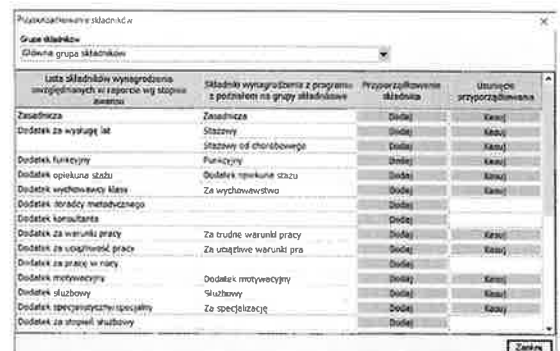 Przyporządkowanie składników
Grupa składników
Główna grupa składników
Lista składników wynagrodzenia uwzględnianych w raporcie wg stopnia awansu
Składniki wynagrodzenia z programu z podziałem na grupy składnikowe
Przyporządkowanie składnika
Usunięcie przyporządkowania
Zasadnicza Zasadnicza Dodaj Kasuj
Dodatek za wysługę lat Stażowy Dodaj Kasuj
Stażowy od chorobowego Dodaj Kasuj
Dodatek funkcyjny Funkcyjny Dodaj Kasuj
Dodatek opiekuna stażu Dodatek opiekuna stażu Dodaj Kasuj
Dodatek wychowawcy klasy Za wychowawstwo Dodaj Kasuj
Dodatek doradcy metodycznego Dodaj
Dodatek konsultanta Dodaj
Dodatek za warunki pracy Za trudne warunki pracy Dodaj Kasuj
Dodatek za uciążliwość pracy Za uciążliwe warunki pra Dodaj Kasuj
Dodatek za pracę w nocy Dodaj
Dodatek motywacyjny Dodatek motywacyjny Dodaj Kasuj
Dodatek służbowy Służbowy Dodaj Kasuj
Dodatek specjalistyczny/specjalny Za specjalizację Dodaj Kasuj
Dodatek za stopień służbowy Dodaj
Zamknij